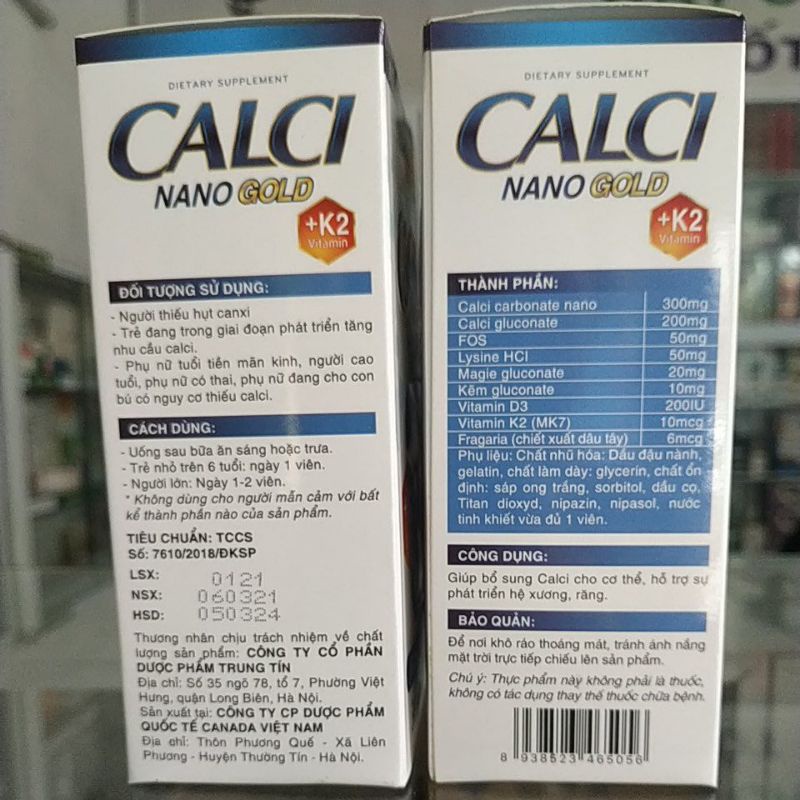 DIETARY SUPPLEMENT
CALCI
NANO GOLD
+K2
Vitamin
ĐỐI TƯỢNG SỬ DỤNG:
- Người thiếu hụt canxi
- Trẻ đang trong giai đoạn phát triển tăng
nhu cầu calci.
- Phụ nữ tuổi tiền mãn kinh, người cao
tuổi, phụ nữ có thai, phụ nữ đang cho con
bú có nguy cơ thiếu calci.
CÁCH DÙNG:
- Uống sau bữa ăn sáng hoặc trưa.
- Trẻ nhỏ trên 6 tuổi: ngày 1 viên.
- Người lớn: Ngày 1-2 viên.
* Không dùng cho người mẫn cảm với bất
kể thành phần nào của sản phẩm.
TIÊU CHUẨN: TCCS
Số: 7610/2018/ĐKSP
LSX: 0121
NSX: 060321
HSD: 050324
Thương nhân chịu trách nhiệm về chất
lượng sản phẩm: CÔNG TY CỔ PHẦN
DƯỢC PHẨM TRUNG TÍN
Địa chỉ: Số 35 ngõ 78, tổ 7, Phường Việt
Hưng, quận Long Biên, Hà Nội.
Sản xuất tại: CÔNG TY CP DƯỢC PHẨM
QUỐC TẾ CANADA VIỆT NAM
Địa chỉ: Thôn Phương Quế - Xã Liên
Phương - Huyện Thường Tín - Hà Nội.
DIETARY SUPPLEMENT
CALCI
NANO GOLD
+K2
Vitamin
THÀNH PHẦN:
Calci carbonate nano 300mg
Calci gluconate 200mg
FOS 50mg
Lysine HCl 50mg
Magie gluconate 20mg
Kẽm gluconate 10mg
Vitamin D3 200IU
Vitamin K2 (MK7) 10mcg
Fragaria (chiết xuất dâu tây) 6mcg
Phụ liệu: Chất nhũ hóa: Dầu đậu nành,
gelatin, chất làm dày: glycerin, chất ổn
định: sáp ong trắng, sorbitol, dầu cọ,
Titan dioxyd, nipazin, nipasol, nước
tinh khiết vừa đủ 1 viên.
CÔNG DỤNG:
Giúp bổ sung Calci cho cơ thể, hỗ trợ sự
phát triển hệ xương, răng.
BẢO QUẢN:
Để nơi khô ráo thoáng mát, tránh ánh nắng
mặt trời trực tiếp chiếu lên sản phẩm.
Chú ý: Thực phẩm này không phải là thuốc,
không có tác dụng thay thế thuốc chữa bệnh.
8 938523 465056